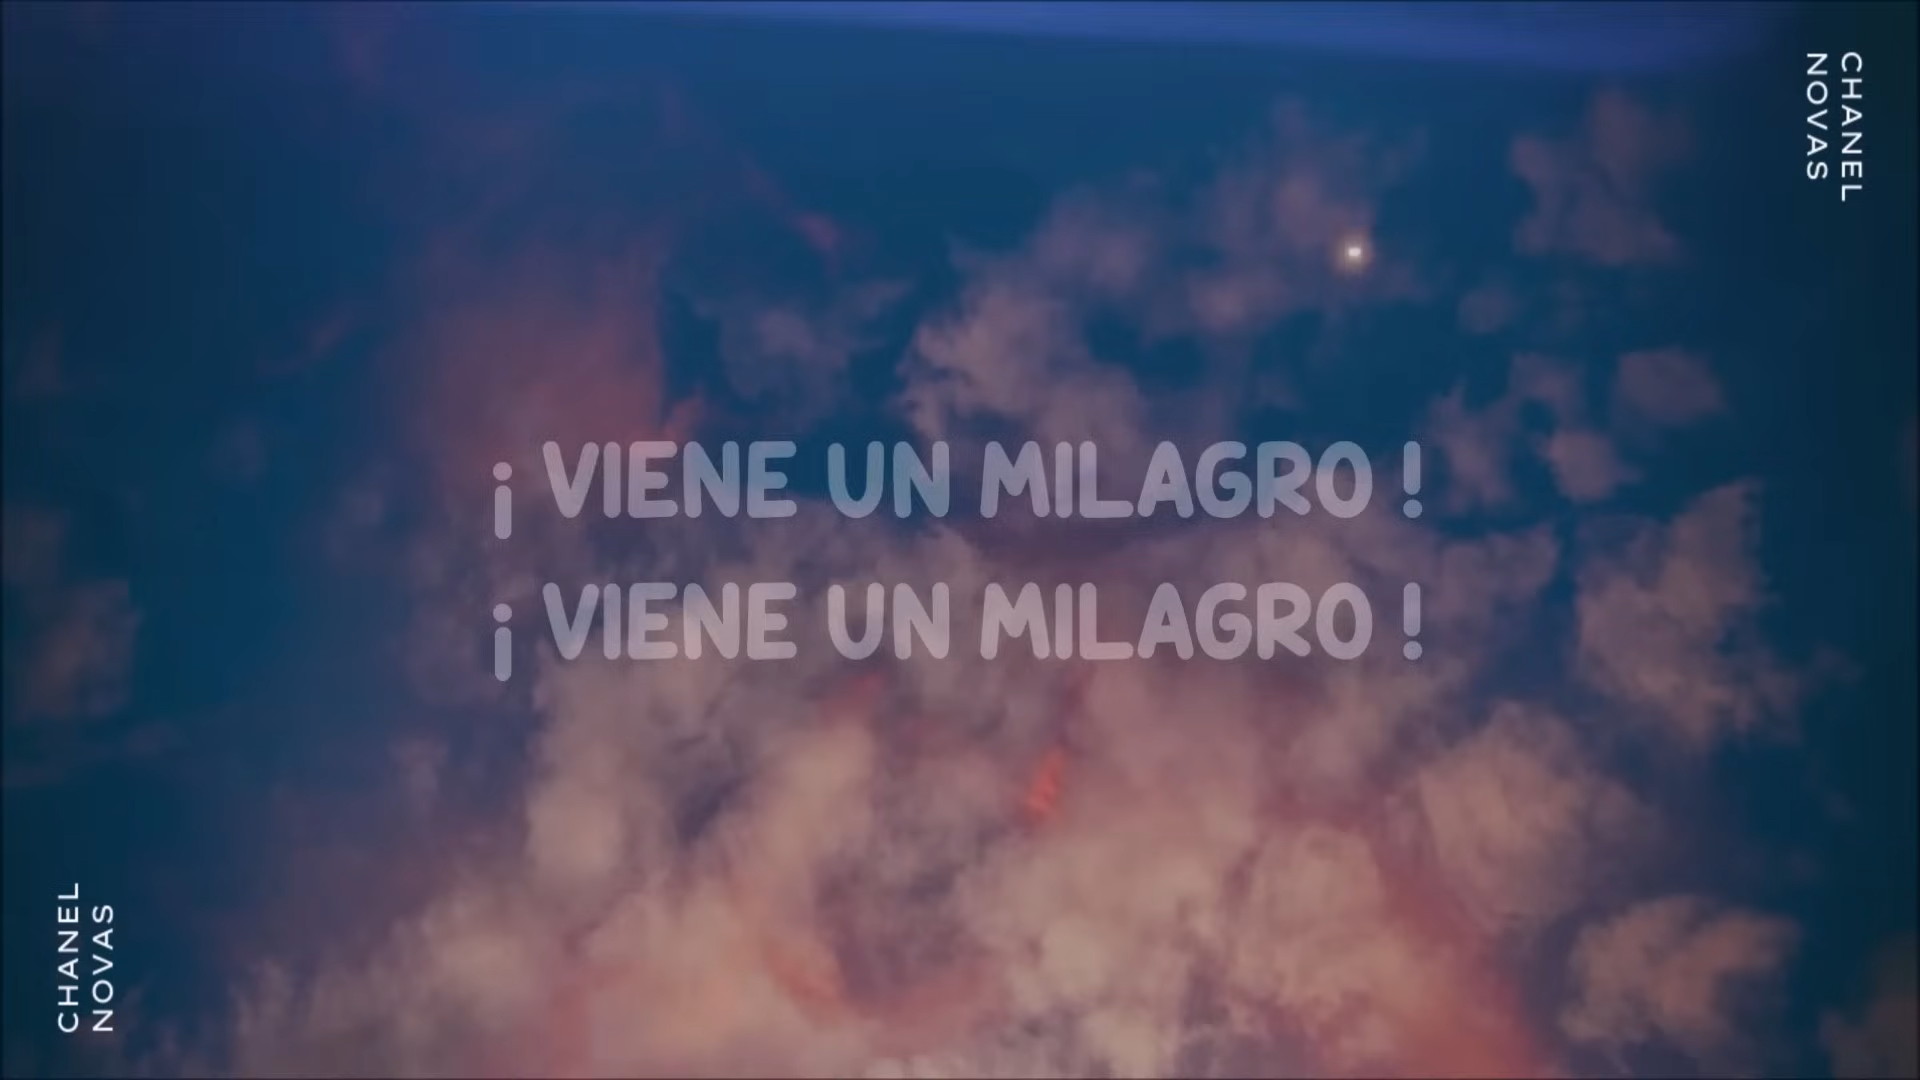 CHANEL
NOVAS
¡ VIENE UN MILAGRO !
¡ VIENE UN MILAGRO !
CHANEL
NOVAS